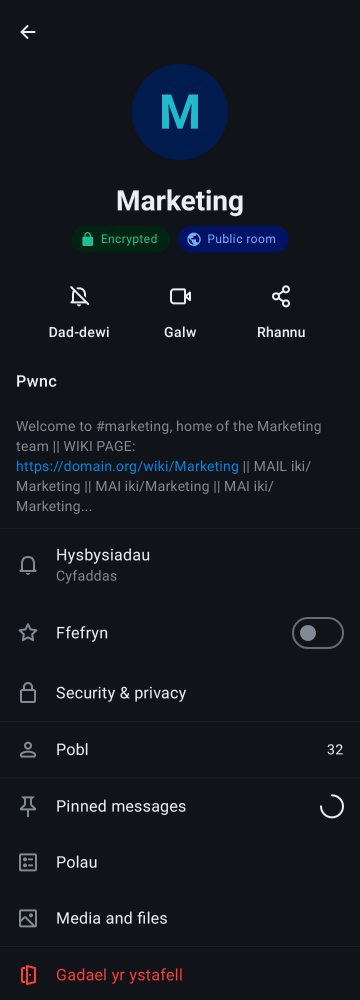 M
Marketing
Encrypted
Public room
Dad-dewi
Galw
Rhannu
Pwnc
Welcome to #marketing, home of the Marketing
team || WIKI PAGE:
https://domain.org/wiki/Marketing || MAIL iki/
Marketing || MAI iki/Marketing || MAI iki/
Marketing...
Hysbysiadau
Cyfaddas
Ffefryn
Security & privacy
Pobl 32
Pinned messages
Polau
Media and files
Gadael yr ystafell